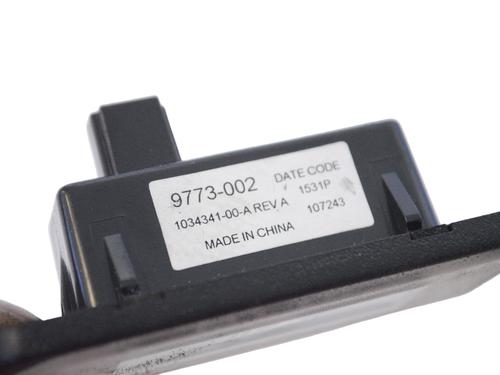 9773-002 DATE CODE
1531P
1034341-00-A REV A 107243
MADE IN CHINA